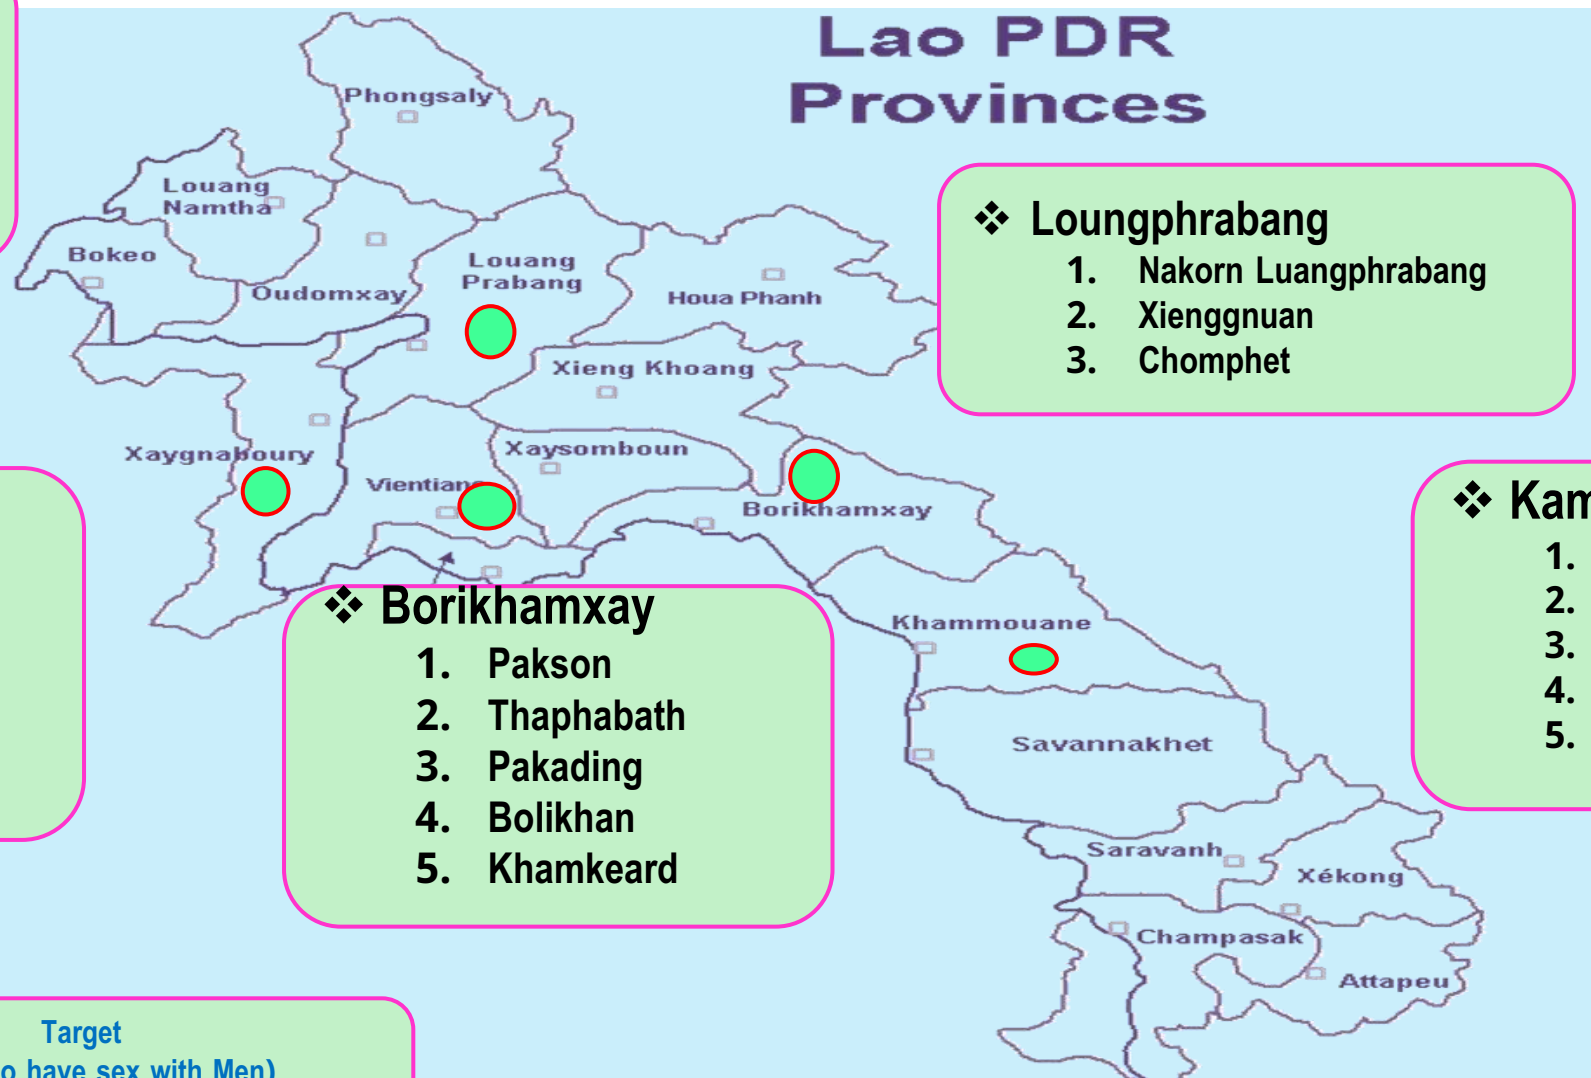 Lao PDR
Provinces
Phongsaly
Louang
Namtha
Bokeo
Oudomxay
Louang
Prabang
Houa Phanh
Xieng Khoang
Xaygnaboury
Vientiane
Xaysomboun
Borikhamxay
Khammouane
Savannakhet
Saravanh
Xékong
Champasak
Attapeu
❖ Loungphrabang
1. Nakorn Luangphrabang
2. Xienggnuan
3. Chomphet
❖ Kam
1.
2.
3.
4.
5.
❖ Borikhamxay
1. Pakson
2. Thaphabath
3. Pakading
4. Bolikhan
5. Khamkeard
Target
o have sex with Men)